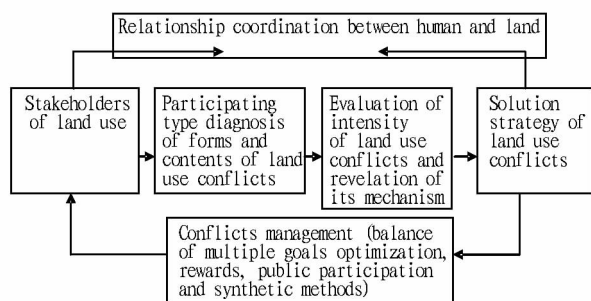 Relationship coordination between human and land
Stakeholders
of land use
Participating
type diagnosis
of forms and
contents of land
use conflicts
Evaluation of
intensity
of land use
conflicts and
revelation of
its mechanism
Solution
strategy of
land use
conflicts
Conflicts management (balance
of multiple goals optimization,
rewards, public participation
and synthetic methods)